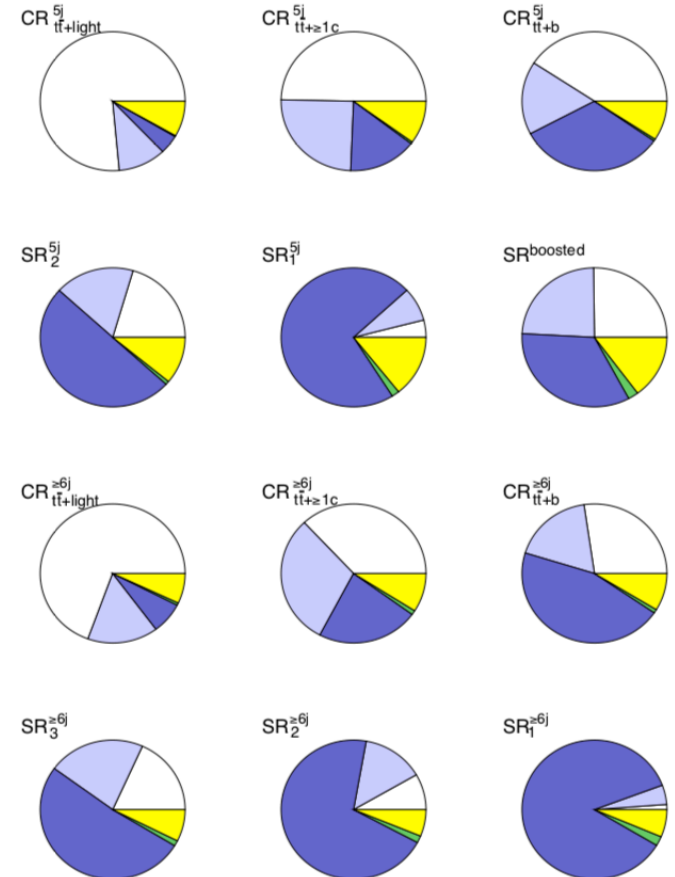 CR 5j tt̄+light
CR 5j tt̄+≥1c
CR 5j tt̄+b
SR 5j 2
SR 5j 1
SR boosted
CR ≥6j tt̄+light
CR ≥6j tt̄+≥1c
CR ≥6j tt̄+b
SR ≥6j 3
SR ≥6j 2
SR ≥6j 1